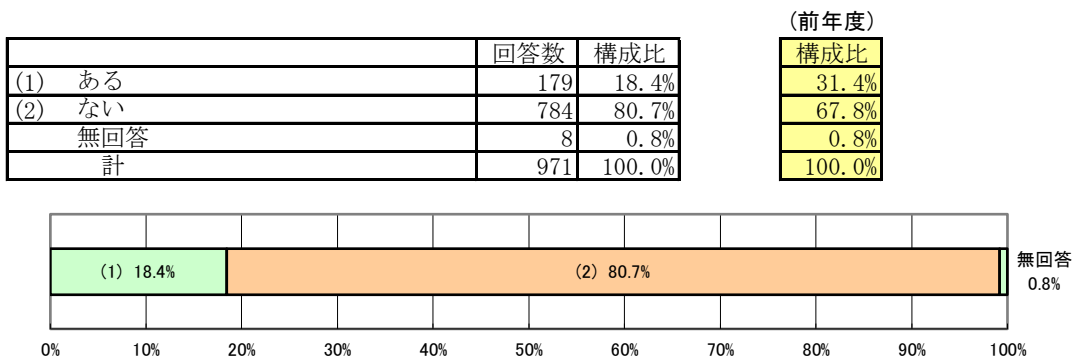 (前年度)
回答数 構成比 構成比
(1) ある 179 18.4% 31.4%
(2) ない 784 80.7% 67.8%
無回答 8 0.8% 0.8%
計 971 100.0% 100.0%
(1) 18.4% (2) 80.7% 無回答
0.8%
0% 10% 20% 30% 40% 50% 60% 70% 80% 90% 100%